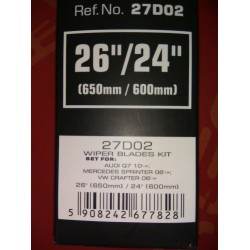 Ref. No. 27D02
26"/24"
(650mm / 600mm)
27D02
WIPER BLADES KIT
SET FOR:
AUDI Q7 10->;
MERCEDES SPRINTER 06->
VW CRAFTER 06->
26' (650mm) / 24' (600mm)
5 908242 677828